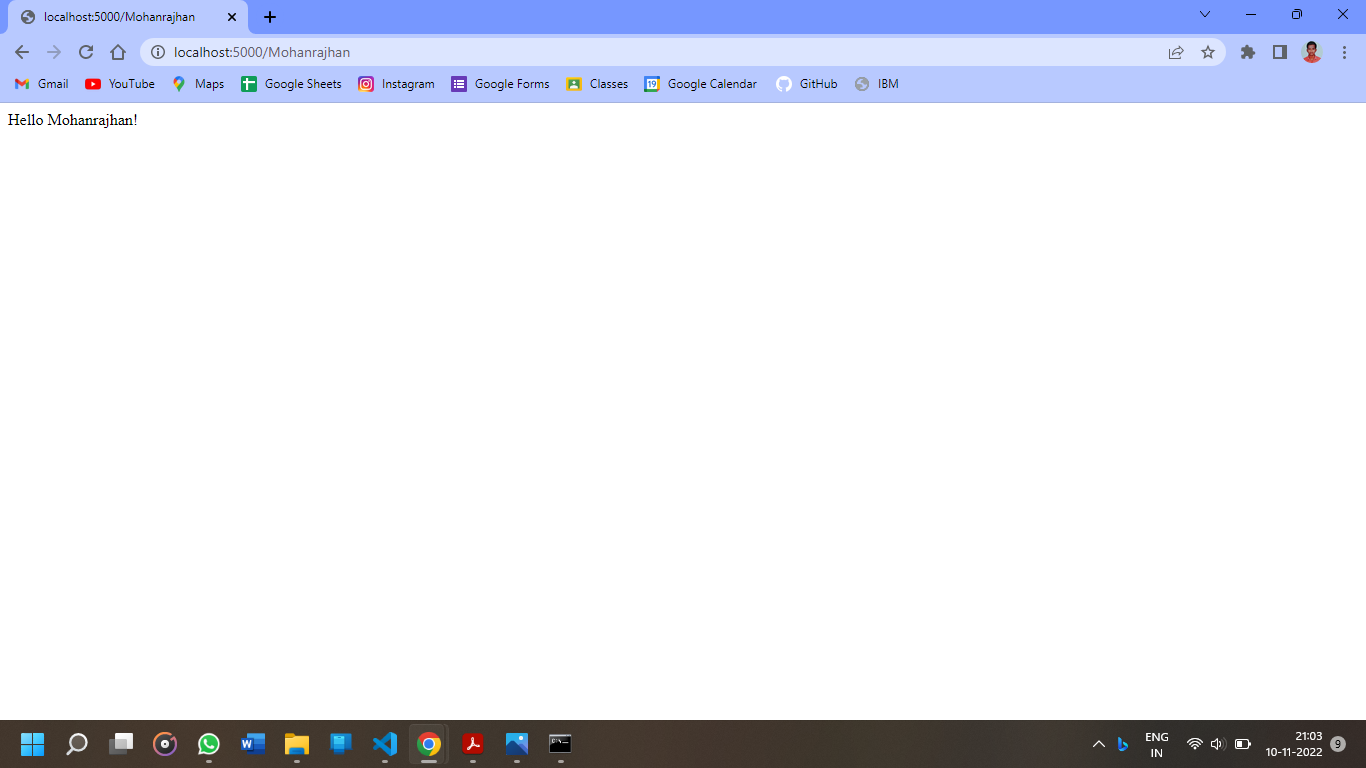 localhost:5000/Mohanrajhan
localhost:5000/Mohanrajhan
Gmail YouTube Maps Google Sheets Instagram Google Forms Classes 19 Google Calendar GitHub IBM
Hello Mohanrajhan!
ENG 21:03
IN 10-11-2022 9